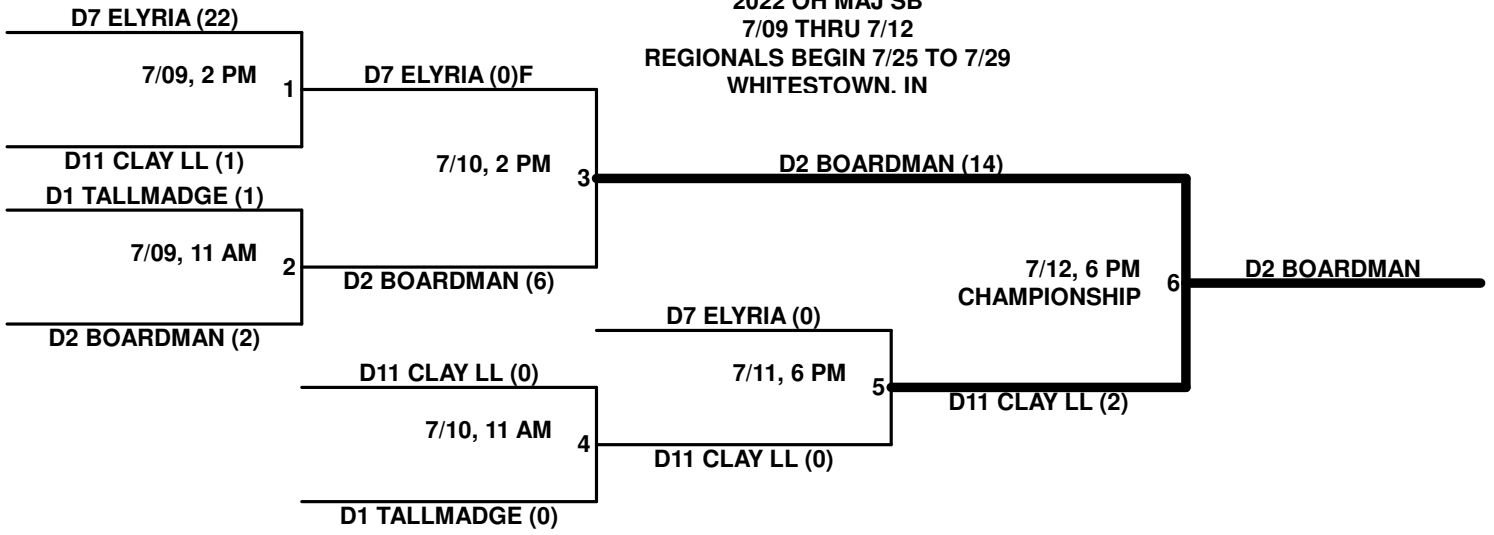 2022 OH MAJ SB
7/09 THRU 7/12
REGIONALS BEGIN 7/25 TO 7/29
WHITESTOWN, IN
D7 ELYRIA (22)
7/09, 2 PM
1
D11 CLAY LL (1)
D1 TALLMADGE (1)
7/09, 11 AM
2
D2 BOARDMAN (2)
D7 ELYRIA (0)F
7/10, 2 PM
3
D2 BOARDMAN (6)
D11 CLAY LL (0)
7/10, 11 AM
4
D1 TALLMADGE (0)
D7 ELYRIA (0)
7/11, 6 PM
5
D11 CLAY LL (0)
D2 BOARDMAN (14)
7/12, 6 PM
CHAMPIONSHIP
6
D11 CLAY LL (2)
D2 BOARDMAN